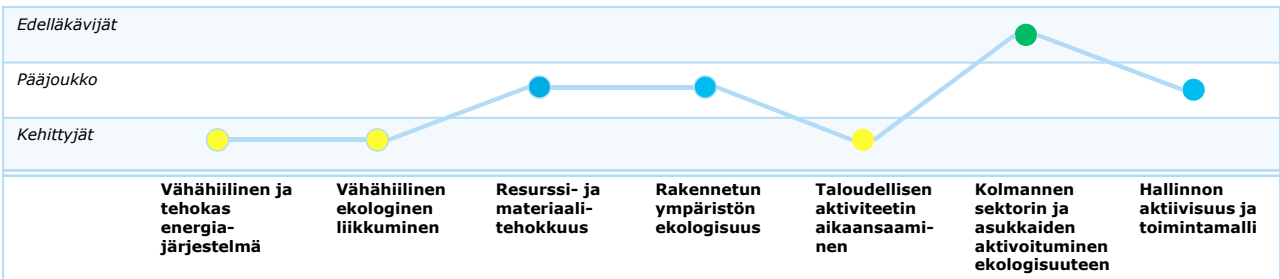 Edelläkävijät
Pääjoukko
Kehittyjät
Vähähiilinen ja
tehokas
energia-
järjestelmä
Vähähiilinen
ekologinen
liikkuminen
Resurssi- ja
materiaali-
tehokkuus
Rakennetun
ympäristön
ekologisuus
Taloudellisen
aktiviteetin
aikaansaami-
nen
Kolmannen
sektorin ja
asukkaiden
aktivoituminen
ekologisuuteen
Hallinnon
aktiivisuus ja
toimintamalli